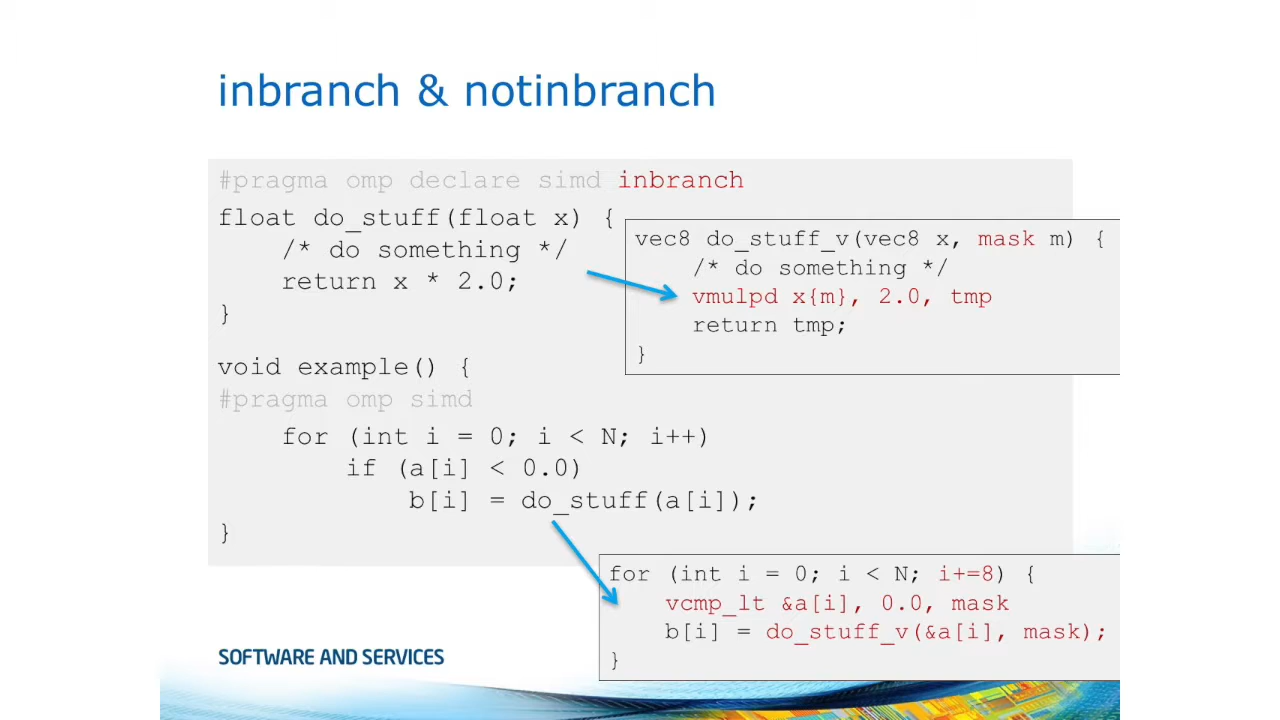 inbranch & notinbranch
#pragma omp declare simd inbranch
float do_stuff(float x) {
    /* do something */
    return x * 2.0;
}
vec8 do_stuff_v(vec8 x, mask m) {
    /* do something */
    vmulpd x{m}, 2.0, tmp
    return tmp;
}
void example() {
#pragma omp simd
    for (int i = 0; i < N; i++)
        if (a[i] < 0.0)
            b[i] = do_stuff(a[i]);
}
for (int i = 0; i < N; i+=8) {
    vcmp_lt &a[i], 0.0, mask
    b[i] = do_stuff_v(&a[i], mask);
}
SOFTWARE AND SERVICES